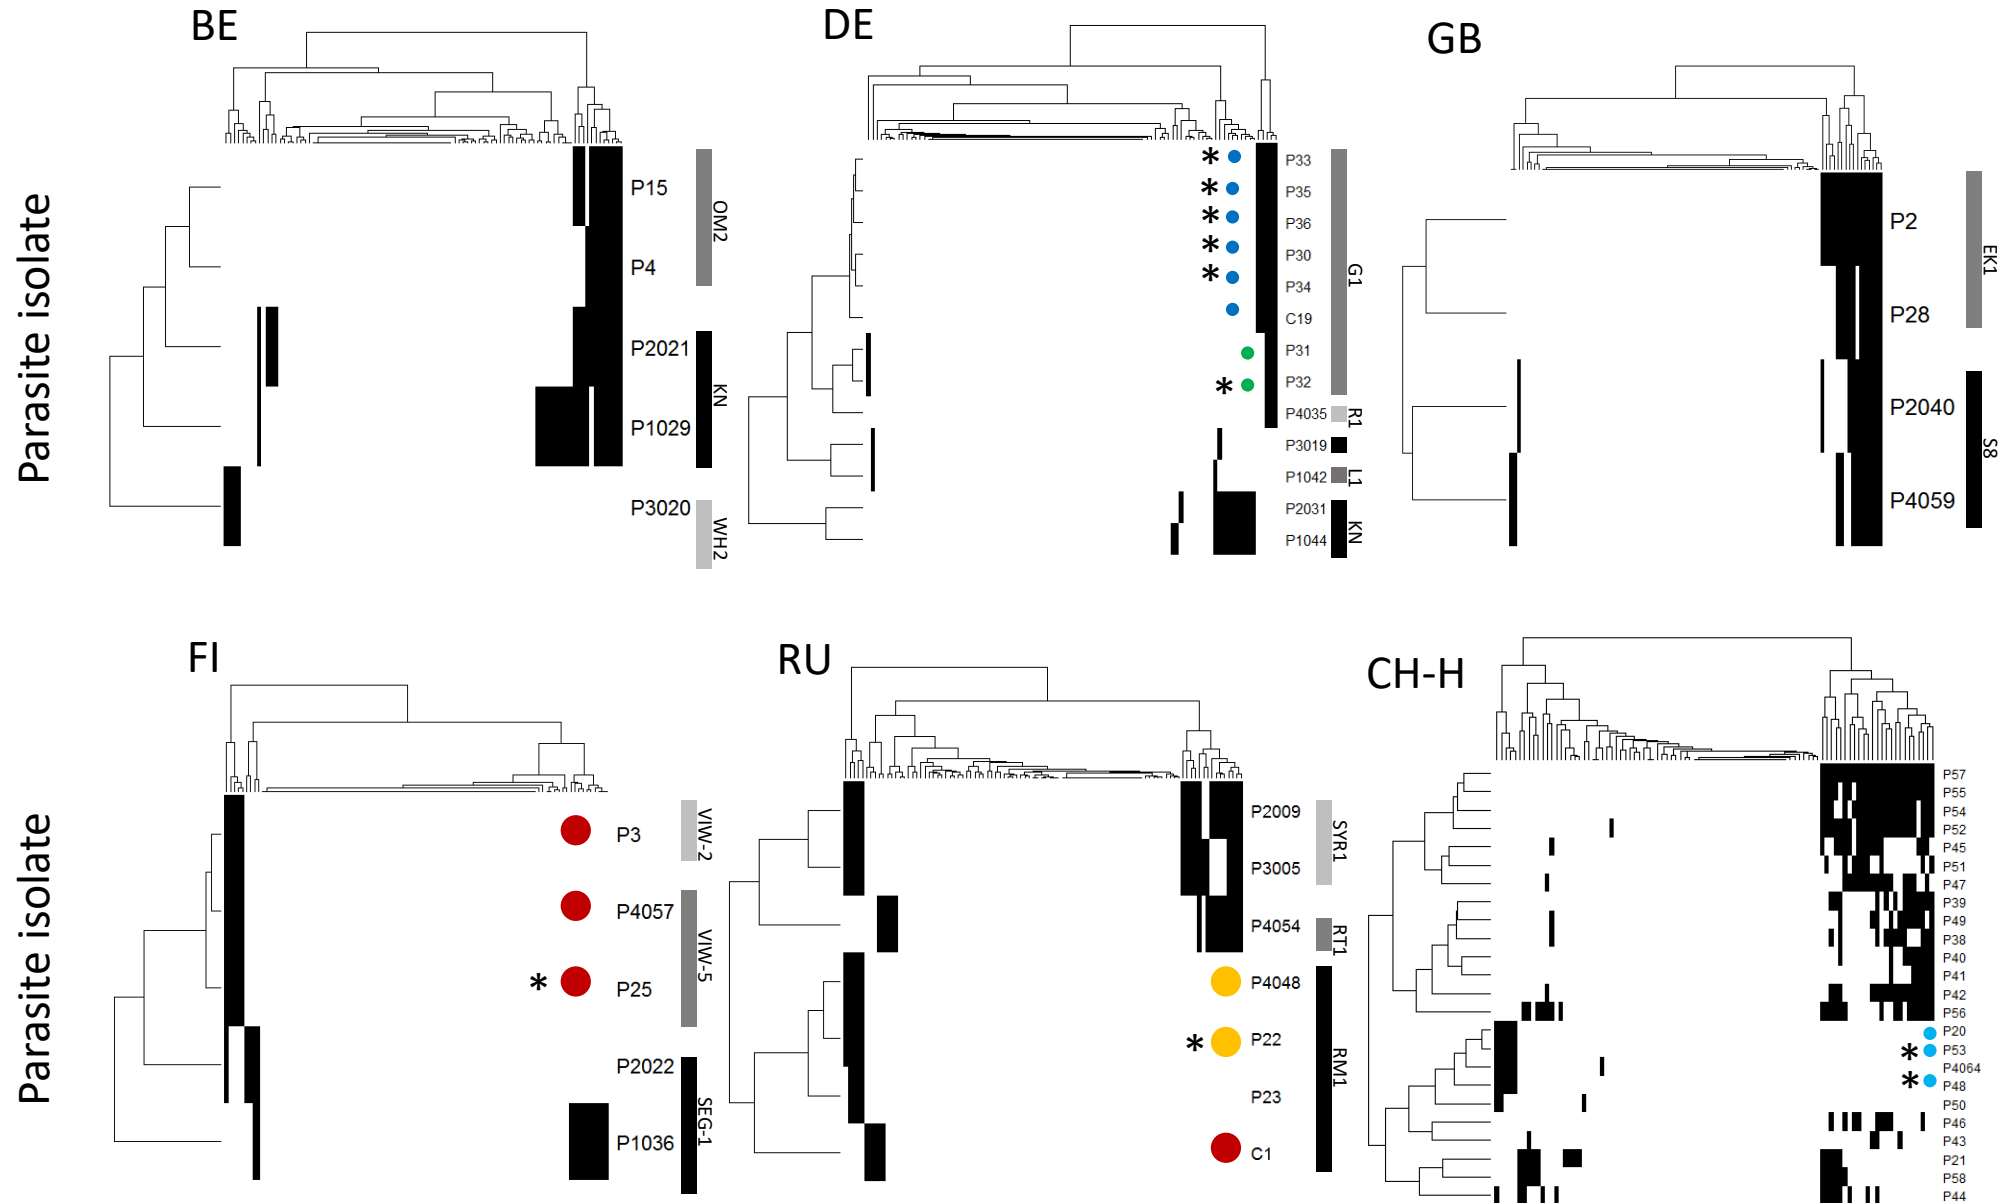 BE
Parasite isolate
P15
P4
P2021
P1029
P3020
OM2
KN
WH2
DE
*
*
*
*
*
*
P33
P35
P36
P30
P34
C19
P31
P32
P4035
P3019
P1042
P2031
P1044
G1
R1
L1
KN
GB
P2
P28
P2040
P4059
EK1
S8
FI
Parasite isolate
*
P3
P4057
P25
P2022
P1036
VIW-2
VIW-5
SEG-1
RU
*
P2009
P3005
P4054
P4048
P22
P23
C1
SYR1
RT1
RM1
CH-H
*
*
P57
P55
P54
P52
P45
P51
P47
P39
P49
P38
P40
P41
P42
P56
P20
P53
P4064
P48
P50
P46
P43
P21
P58
P44